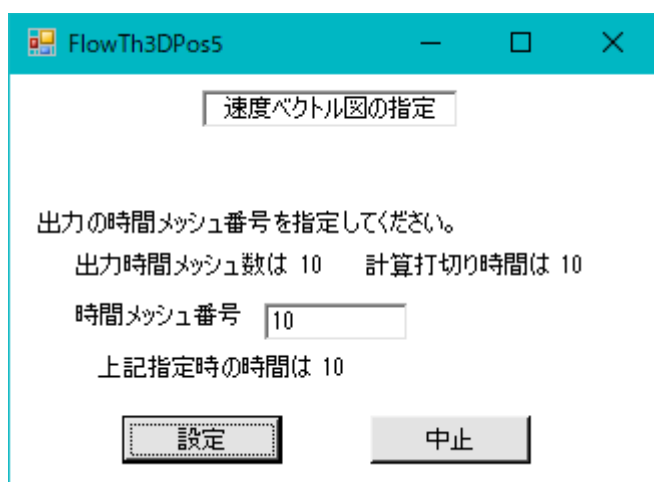 FlowTh3DPos5
速度ベクトル図の指定
出力の時間メッシュ番号を指定してください。
出力時間メッシュ数は 10 計算打切り時間は 10
時間メッシュ番号 10
上記指定時の時間は 10
設定 中止